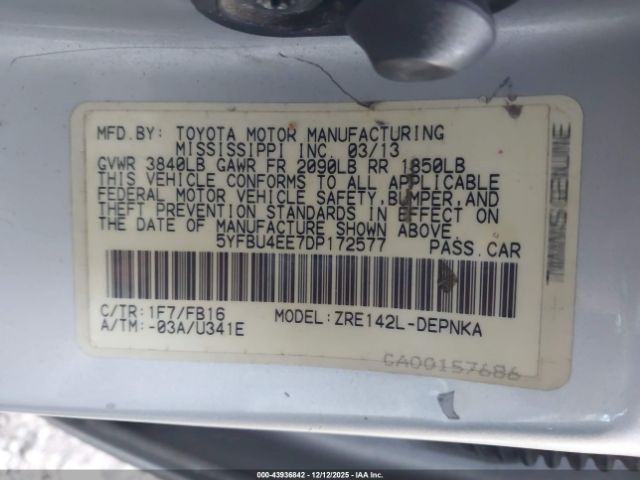 MFD.BY: TOYOTA MOTOR MANUFACTURING
MISSISSIPPI INC. 03/13
GVWR 3840LB GAWR FR 2090LB RR 1850LB
THIS VEHICLE CONFORMS TO ALL APPLICABLE
FEDERAL MOTOR VEHICLE SAFETY, BUMPER, AND
THEFT PREVENTION STANDARDS IN EFFECT ON
THE DATE OF MANUFACTURE SHOWN ABOVE.
5YFBU4EE7DP172577 PASS.CAR
C/TR:1F7/FB16 MODEL:ZRE142L-DEPNKA
A/TM:-03A/U341E
CA00157686
000-43936842 - 12/12/2025 - IAA Inc.